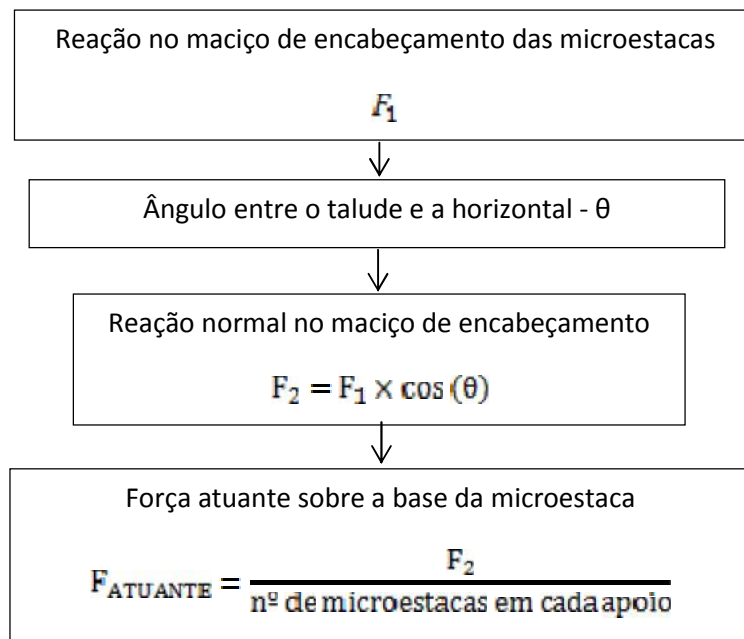 Reação no maciço de encabeçamento das microestacas
F₁
Ângulo entre o talude e a horizontal - θ
Reação normal no maciço de encabeçamento
F₂ = F₁ × cos (θ)
Força atuante sobre a base da microestaca
F_ATUANTE = F₂ / nº de microestacas em cada apoio